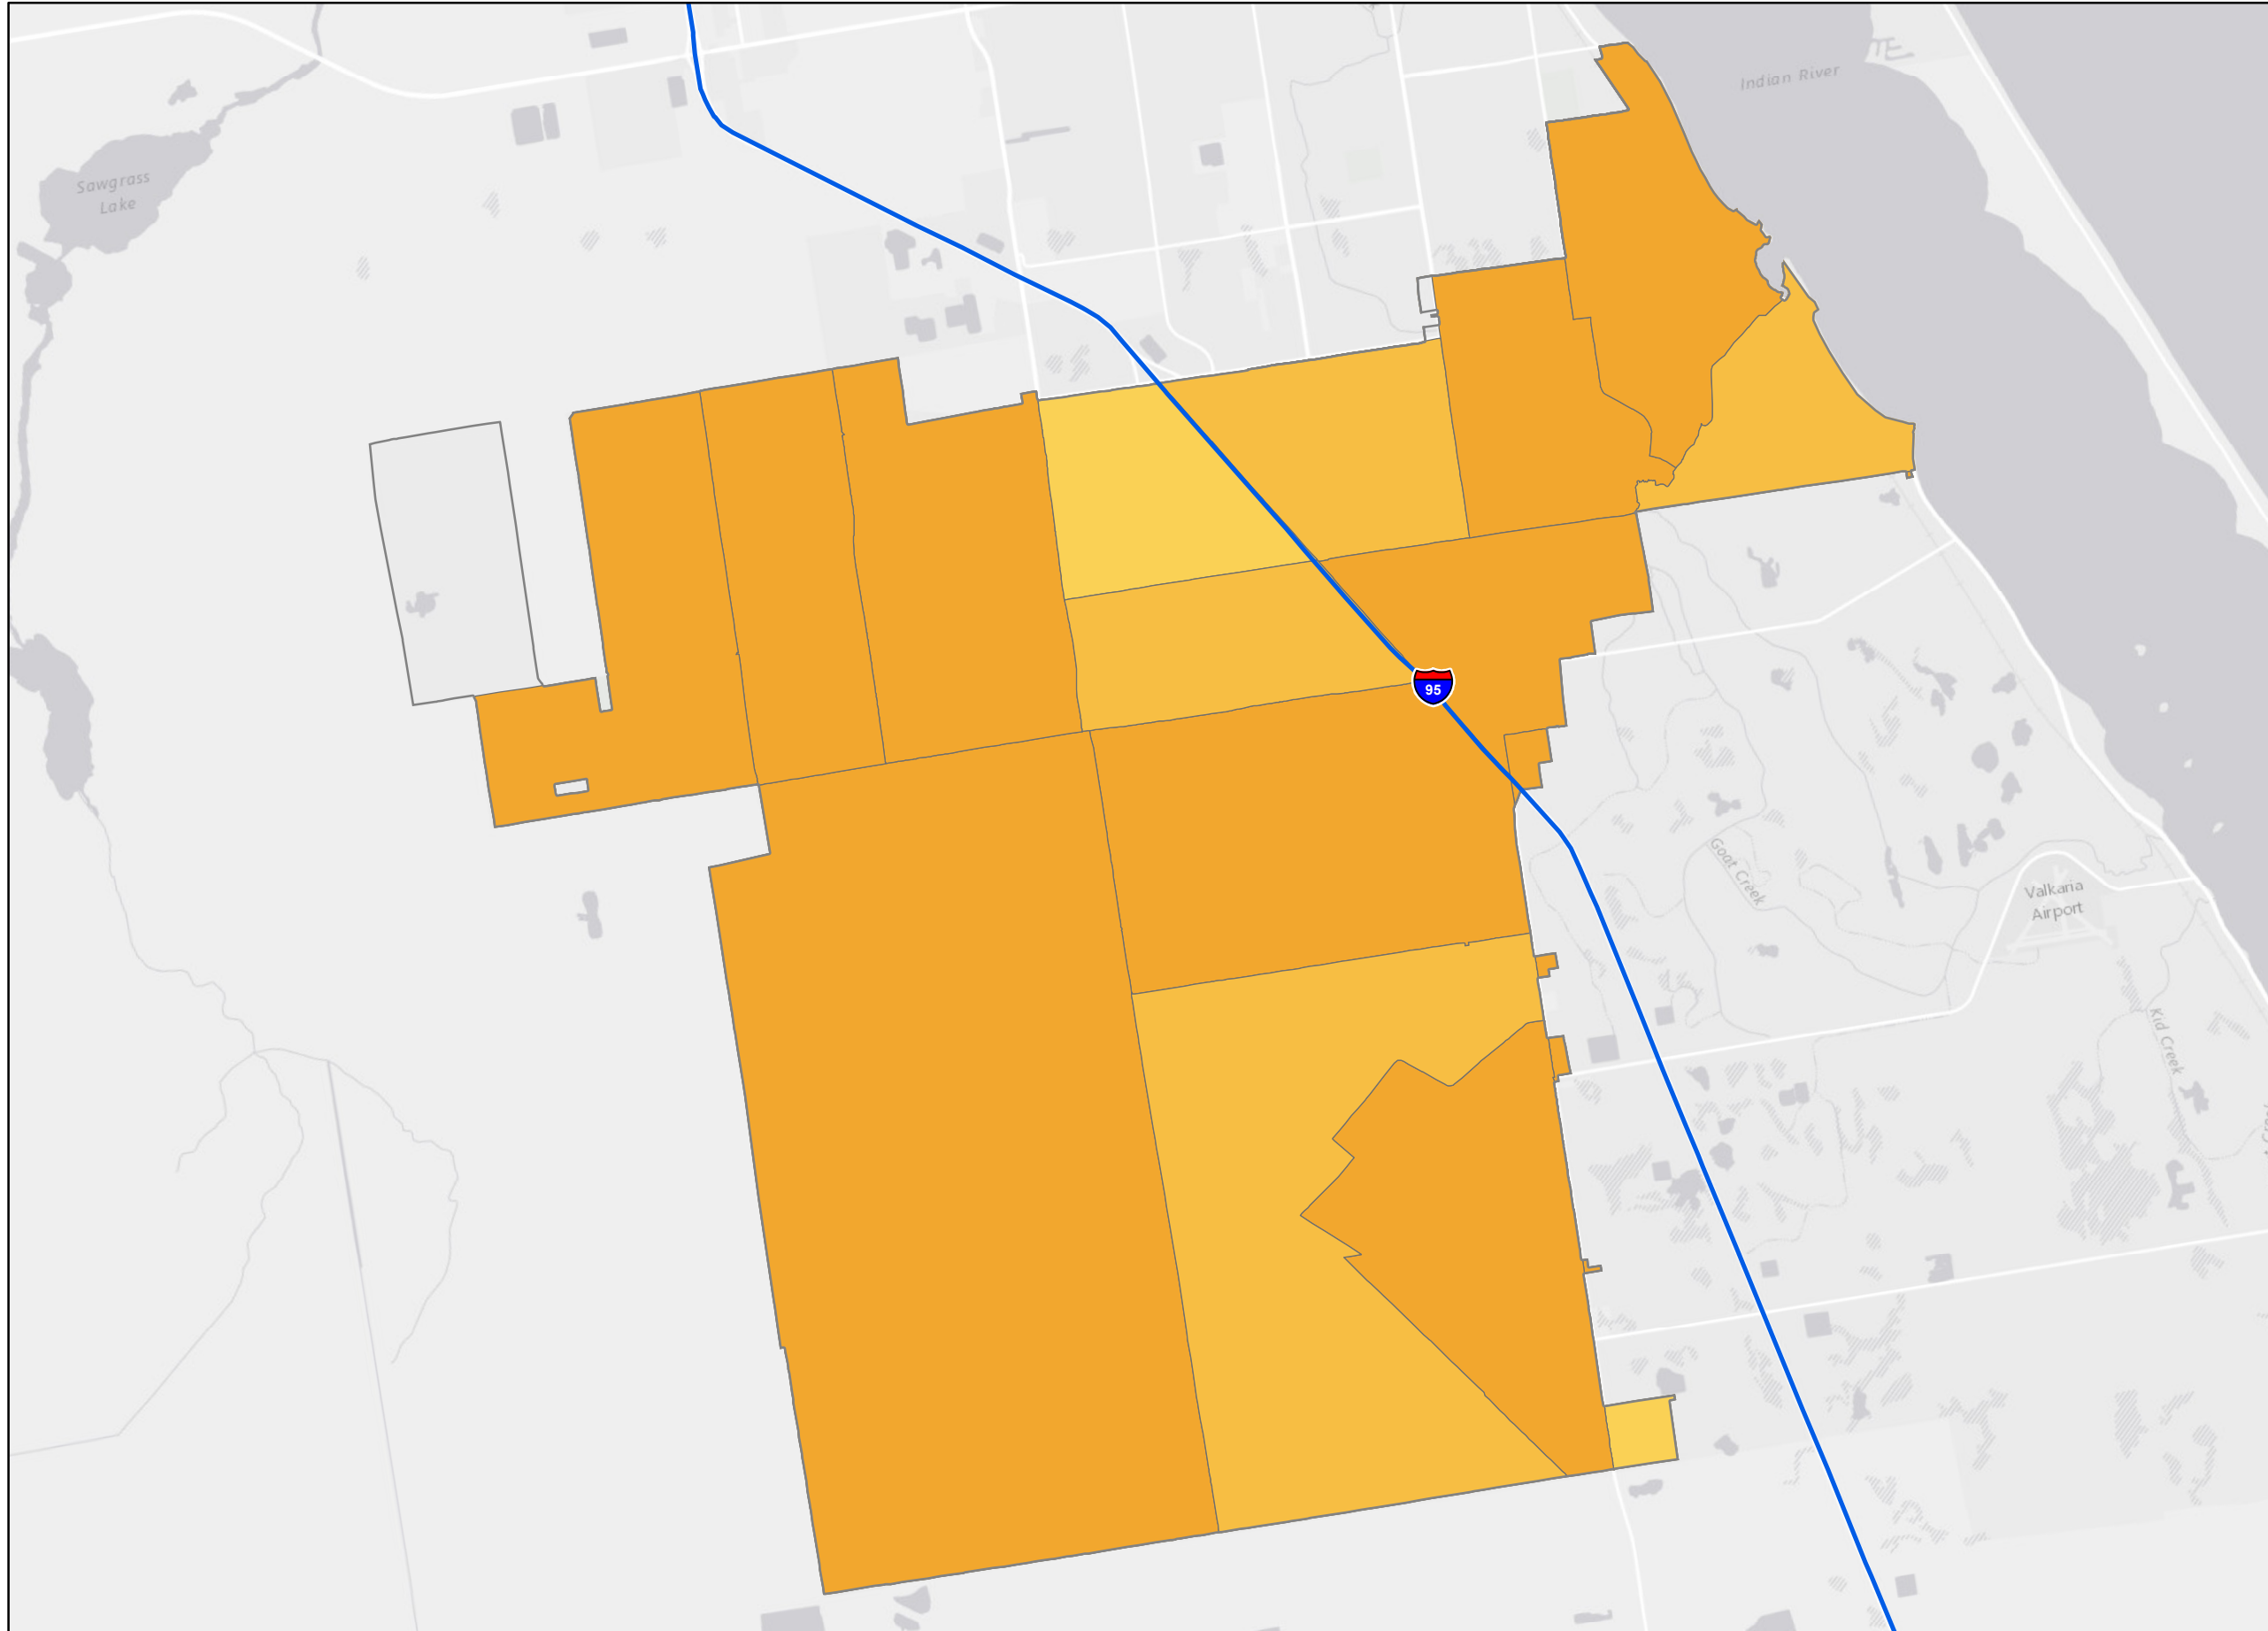 Indian River
Sawgrass
Lake
95
Goat Creek
Valkaria
Airport
Kid Creek